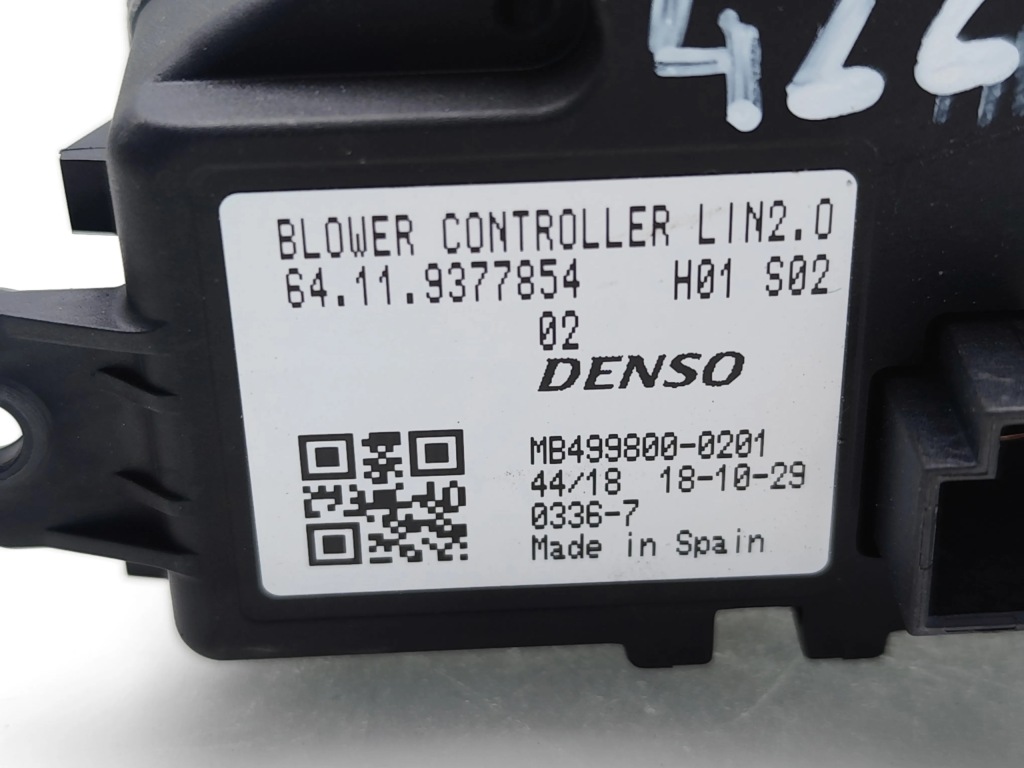 BLOWER CONTROLLER LIN2.0
64.11.9377854 H01 S02
02
DENSO
MB499800-0201
44/18 18-10-29
0336-7
Made in Spain